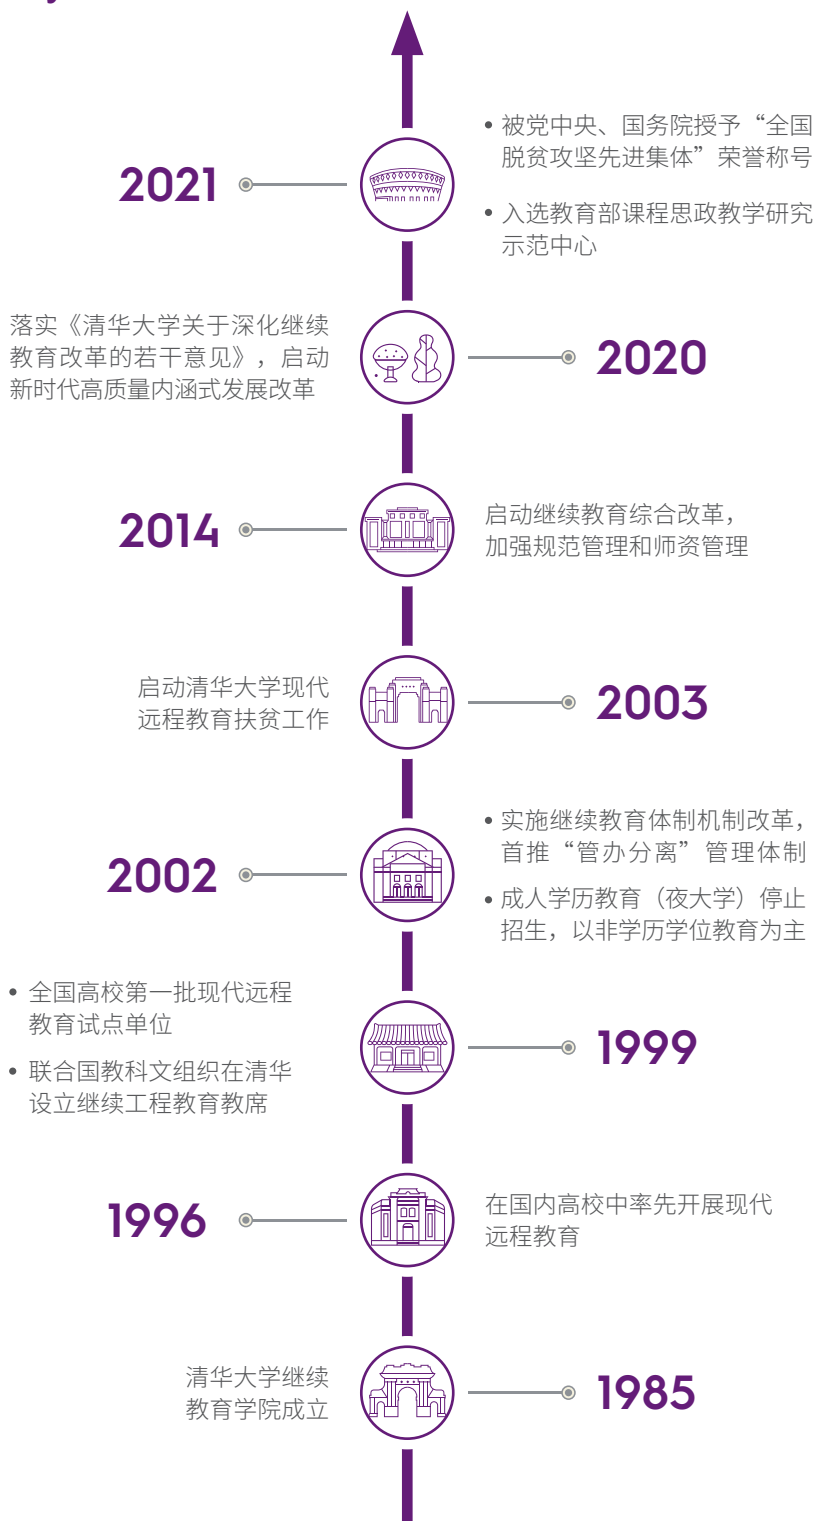 2021
• 被党中央、国务院授予“全国
脱贫攻坚先进集体”荣誉称号
• 入选教育部课程思政教学研究
示范中心
落实《清华大学关于深化继续
教育改革的若干意见》，启动
新时代高质量内涵式发展改革
2020
2014
启动继续教育综合改革，
加强规范管理和师资管理
启动清华大学现代
远程教育扶贫工作
2003
2002
• 实施继续教育体制机制改革，
首推“管办分离”管理体制
• 成人学历教育（夜大学）停止
招生，以非学历学位教育为主
• 全国高校第一批现代远程
教育试点单位
• 联合国教科文组织在清华
设立继续工程教育教席
1999
1996
在国内高校中率先开展现代
远程教育
清华大学继续
教育学院成立
1985